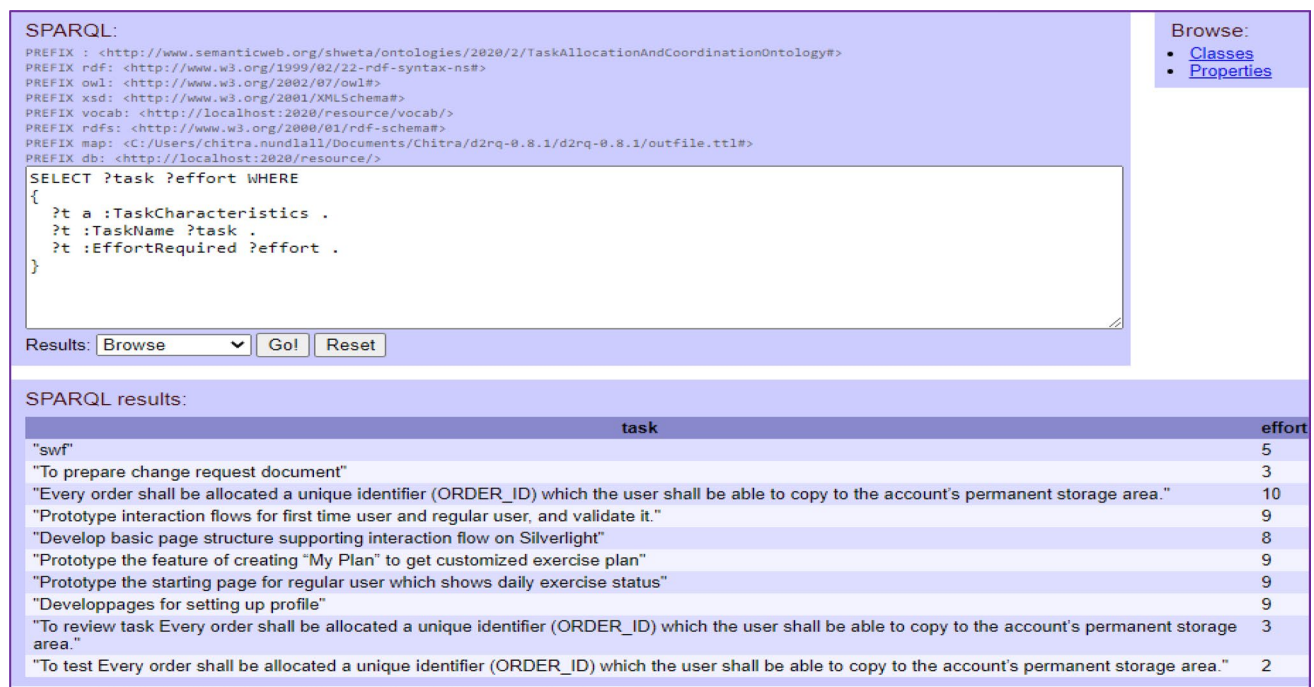 SPARQL:
PREFIX : <http://www.semanticweb.org/shweta/ontologies/2020/2/TaskAllocationAndCoordinationOntology#>
PREFIX rdf: <http://www.w3.org/1999/02/22-rdf-syntax-ns#>
PREFIX owl: <http://www.w3.org/2002/07/owl#>
PREFIX xsd: <http://www.w3.org/2001/XMLSchema#>
PREFIX vocab: <http://localhost:2020/resource/vocab/>
PREFIX rdfs: <http://www.w3.org/2000/01/rdf-schema#>
PREFIX map: <C:/Users/chitra.nundlall/Documents/Chitra/d2rq-0.8.1/d2rq-0.8.1/outfile.ttl#>
PREFIX db: <http://localhost:2020/resource/>
SELECT ?task ?effort WHERE
{
?t a :TaskCharacteristics .
?t :TaskName ?task .
?t :EffortRequired ?effort .
}
Results: Browse Go! Reset
Browse:
• Classes
• Properties
SPARQL results:
task effort
"swf" 5
"To prepare change request document" 3
"Every order shall be allocated a unique identifier (ORDER_ID) which the user shall be able to copy to the account’s permanent storage area." 10
"Prototype interaction flows for first time user and regular user, and validate it." 9
"Develop basic page structure supporting interaction flow on Silverlight" 8
"Prototype the feature of creating “My Plan” to get customized exercise plan" 9
"Prototype the starting page for regular user which shows daily exercise status" 9
"Developpages for setting up profile" 9
"To review task Every order shall be allocated a unique identifier (ORDER_ID) which the user shall be able to copy to the account’s permanent storage 3
area."
"To test Every order shall be allocated a unique identifier (ORDER_ID) which the user shall be able to copy to the account’s permanent storage area." 2